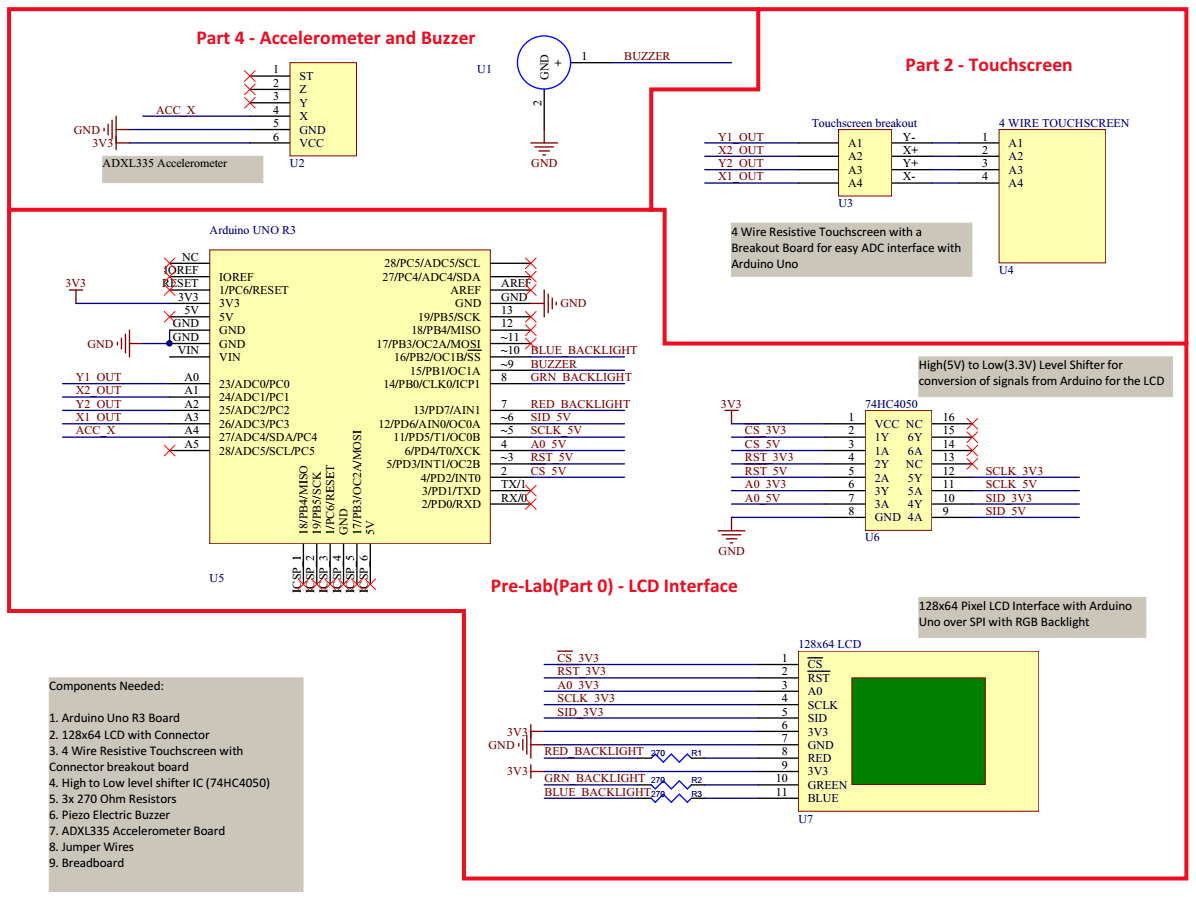 Part 4 - Accelerometer and Buzzer
1 ST
2 Z
3 Y
ACC_X 4 X
GND 5 GND
3V3 6 VCC
U2
ADXL335 Accelerometer
U1
GND +
1 BUZZER
2
GND
Part 2 - Touchscreen
Touchscreen breakout
4 WIRE TOUCHSCREEN
Y1_OUT A1 Y- 1 A1
X2_OUT A2 X+ 2 A2
Y2_OUT A3 Y+ 3 A3
X1_OUT A4 X- 4 A4
U3
U4
4 Wire Resistive Touchscreen with a
Breakout Board for easy ADC interface with
Arduino Uno
Arduino UNO R3
NC
IOREF IOREF
RESET 1/PC6/RESET
3V3 3V3 3V3
5V 5V
GND GND
GND GND GND
VIN VIN
Y1_OUT A0 23/ADC0/PC0
X2_OUT A1 24/ADC1/PC1
Y2_OUT A2 25/ADC2/PC2
X1_OUT A3 26/ADC3/PC3
ACC_X A4 27/ADC4/SDA/PC4
A5 28/ADC5/SCL/PC5
28/PC5/ADC5/SCL
27/PC4/ADC4/SDA
AREF AREF
GND GND GND
19/PB5/SCK 13
18/PB4/MISO 12
17/PB3/OC2A/MOSI ~11
16/PB2/OC1B/SS ~10 BLUE_BACKLIGHT
15/PB1/OC1A ~9 BUZZER
14/PB0/CLK0/ICP1 8 GRN_BACKLIGHT
13/PD7/AIN1 7 RED_BACKLIGHT
12/PD6/AIN0/OC0A ~6 SID_5V
11/PD5/T1/OC0B ~5 SCLK_5V
6/PD4/T0/XCK 4 A0_5V
5/PD3/INT1/OC2B ~3 RST_5V
4/PD2/INT0 2 CS_5V
3/PD1/TXD TX/1
2/PD0/RXD RX/0
18/PB4/MISO
19/PB5/SCK
1/PC6/RESET
GND
17/PB3/OC2A/MOSI
5V
ICSP_1
ICSP_2
ICSP_3
ICSP_4
ICSP_5
ICSP_6
U5
High(5V) to Low(3.3V) Level Shifter for
conversion of signals from Arduino for the LCD
74HC4050
3V3 1 VCC NC 16
CS_3V3 2 1Y 6Y 15
CS_5V 3 1A 6A 14
RST_3V3 4 2Y NC 13
RST_5V 5 2A 5Y 12 SCLK_3V3
A0_3V3 6 3Y 5A 11 SCLK_5V
A0_5V 7 3A 4Y 10 SID_3V3
8 GND 4A 9 SID_5V
GND
U6
Pre-Lab(Part 0) - LCD Interface
128x64 Pixel LCD Interface with Arduino
Uno over SPI with RGB Backlight
128x64 LCD
CS_3V3 1 CS
RST_3V3 2 RST
A0_3V3 3 A0
SCLK_3V3 4 SCLK
SID_3V3 5 SID
3V3 6 3V3
GND 7 GND
RED_BACKLIGHT 270 R1 8 RED
3V3 9 3V3
GRN_BACKLIGHT 270 R2 10 GREEN
BLUE_BACKLIGHT 270 R3 11 BLUE
U7
Components Needed:
1. Arduino Uno R3 Board
2. 128x64 LCD with Connector
3. 4 Wire Resistive Touchscreen with
Connector breakout board
4. High to Low level shifter IC (74HC4050)
5. 3x 270 Ohm Resistors
6. Piezo Electric Buzzer
7. ADXL335 Accelerometer Board
8. Jumper Wires
9. Breadboard